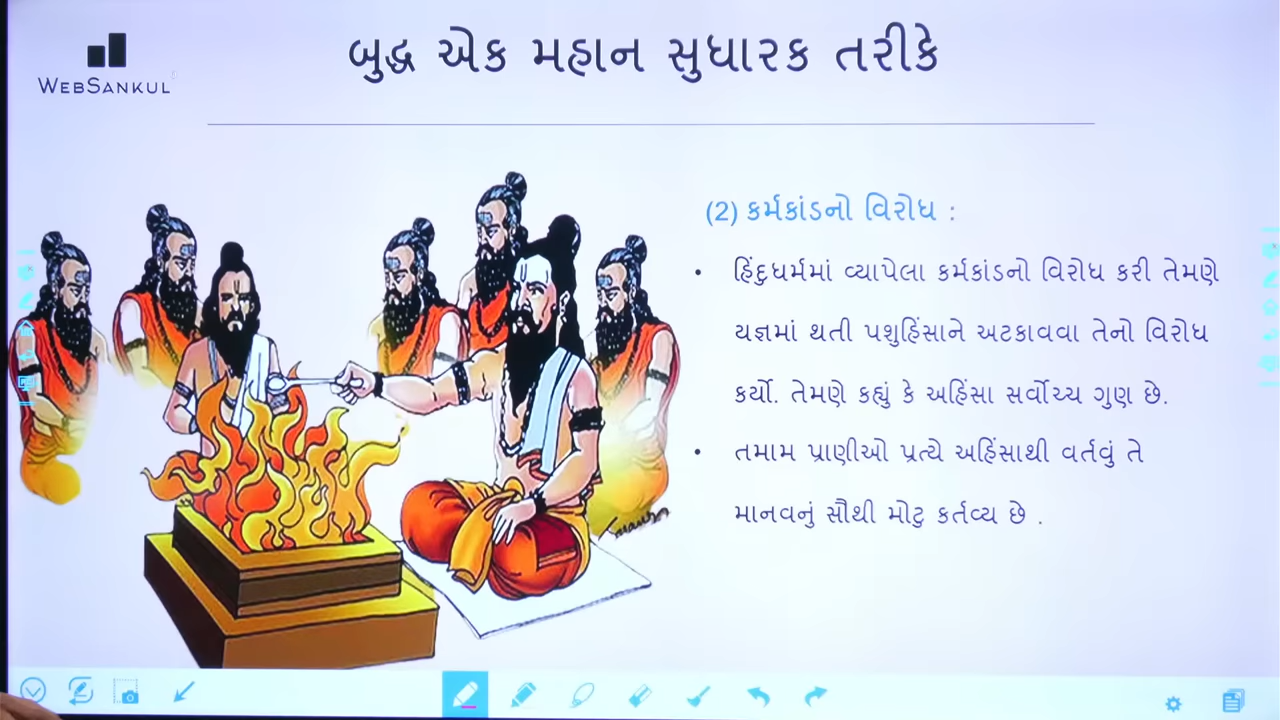 બુદ્ધ એક મહાન સુધારક તરીકે
WEBSANKUL
(2) કર્મકાંડનો વિરોધ :
• હિંદુધર્મમાં વ્યાપેલા કર્મકાંડનો વિરોધ કરી તેમણે
યજ્ઞમાં થતી પશુહિંસાને અટકાવવા તેનો વિરોધ
કર્યો. તેમણે કહ્યું કે અહિંસા સર્વોચ્ય ગુણ છે.
• તમામ પ્રાણીઓ પ્રત્યે અહિંસાથી વર્તવું તે
માનવનું સૌથી મોટુ કર્તવ્ય છે .